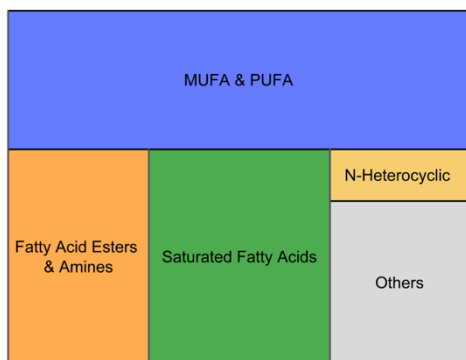 MUFA & PUFA
N-Heterocyclic
Fatty Acid Esters
& Amines
Saturated Fatty Acids
Others